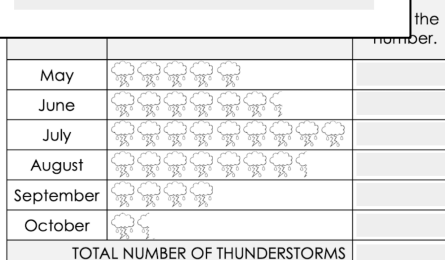 the
number.
May
June
July
August
September
October
TOTAL NUMBER OF THUNDERSTORMS